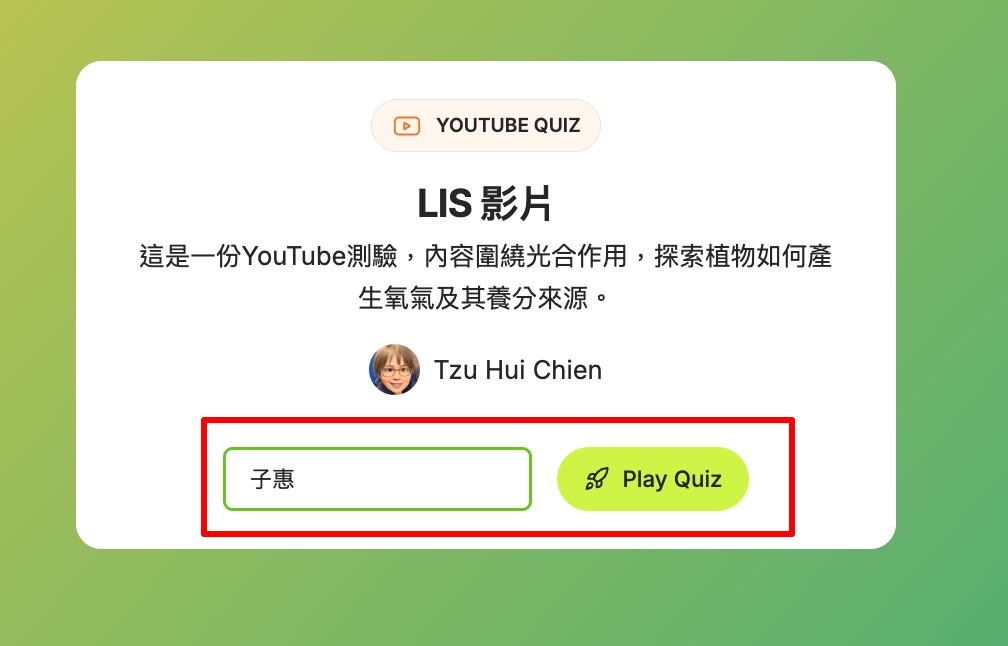 YOUTUBE QUIZ
LIS 影片
這是一份YouTube測驗，內容圍繞光合作用，探索植物如何產
生氧氣及其養分來源。
Tzu Hui Chien
子惠
Play Quiz